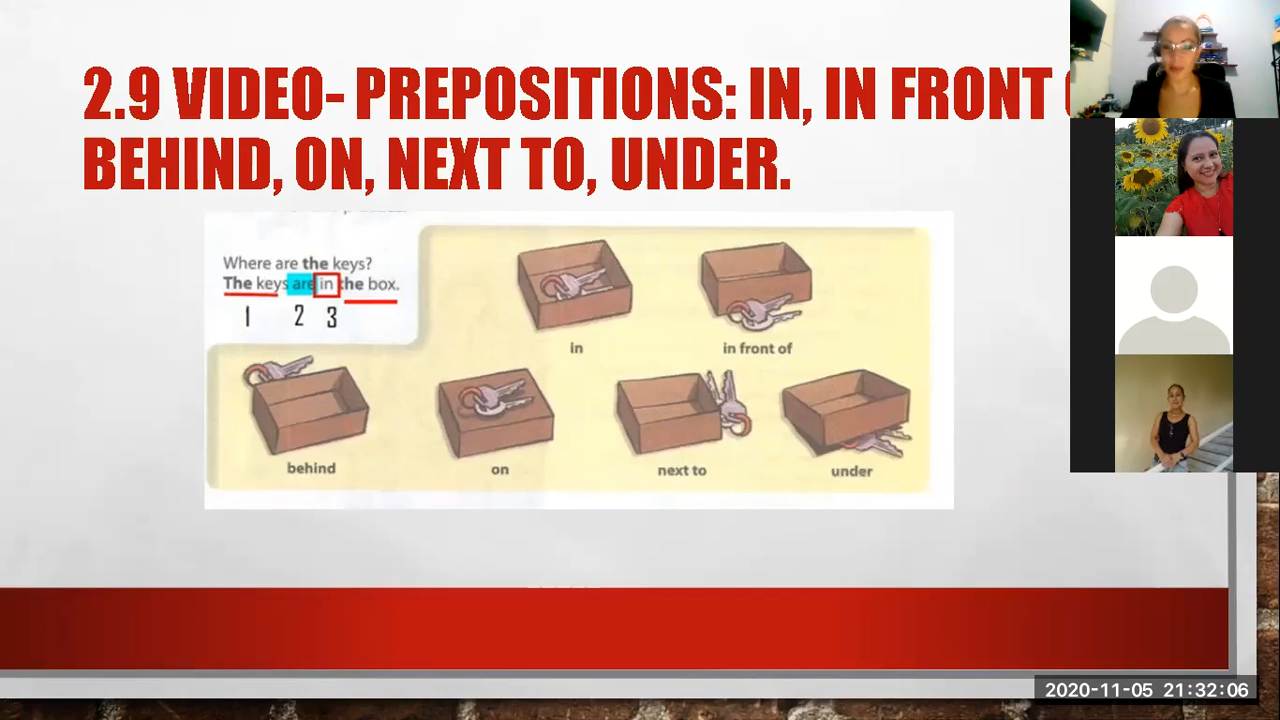 2.9 VIDEO- PREPOSITIONS: IN, IN FRONT
BEHIND, ON, NEXT TO, UNDER.
Where are the keys?
The keys are in the box.
1 2 3
in
in front of
behind
on
next to
under
2020-11-05 21:32:06